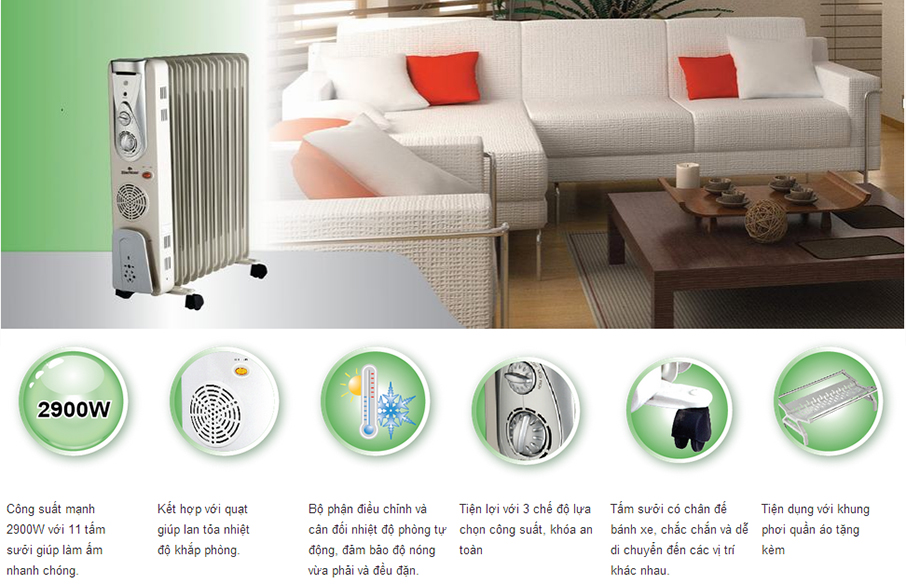 2900W
Công suất mạnh
2900W với 11 tấm
sưởi giúp làm ấm
nhanh chóng.
Kết hợp với quạt
giúp lan tỏa nhiệt
độ khắp phòng.
Bộ phận điều chỉnh và
cân đối nhiệt độ phòng tự
động, đảm bảo độ nóng
vừa phải và đều đặn.
Tiện lợi với 3 chế độ lựa
chọn công suất, khóa an
toàn
Tấm sưởi có chân đế
bánh xe, chắc chắn và dễ
di chuyển đến các vị trí
khác nhau.
Tiện dụng với khung
phơi quần áo tặng
kèm